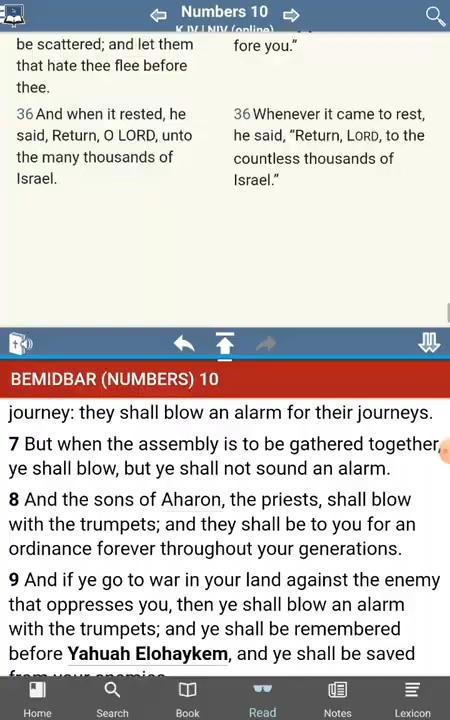 Numbers 10
KJV | NIV (online)
be scattered; and let them
that hate thee flee before
thee.
fore you.”
36 And when it rested, he
said, Return, O LORD, unto
the many thousands of
Israel.
36 Whenever it came to rest,
he said, “Return, LORD, to the
countless thousands of
Israel.”
BEMIDBAR (NUMBERS) 10
journey: they shall blow an alarm for their journeys.
7 But when the assembly is to be gathered together,
ye shall blow, but ye shall not sound an alarm.
8 And the sons of Aharon, the priests, shall blow
with the trumpets; and they shall be to you for an
ordinance forever throughout your generations.
9 And if ye go to war in your land against the enemy
that oppresses you, then ye shall blow an alarm
with the trumpets; and ye shall be remembered
before Yahuah Elohaykem, and ye shall be saved
from your enemies.
Home Search Book Read Notes Lexicon